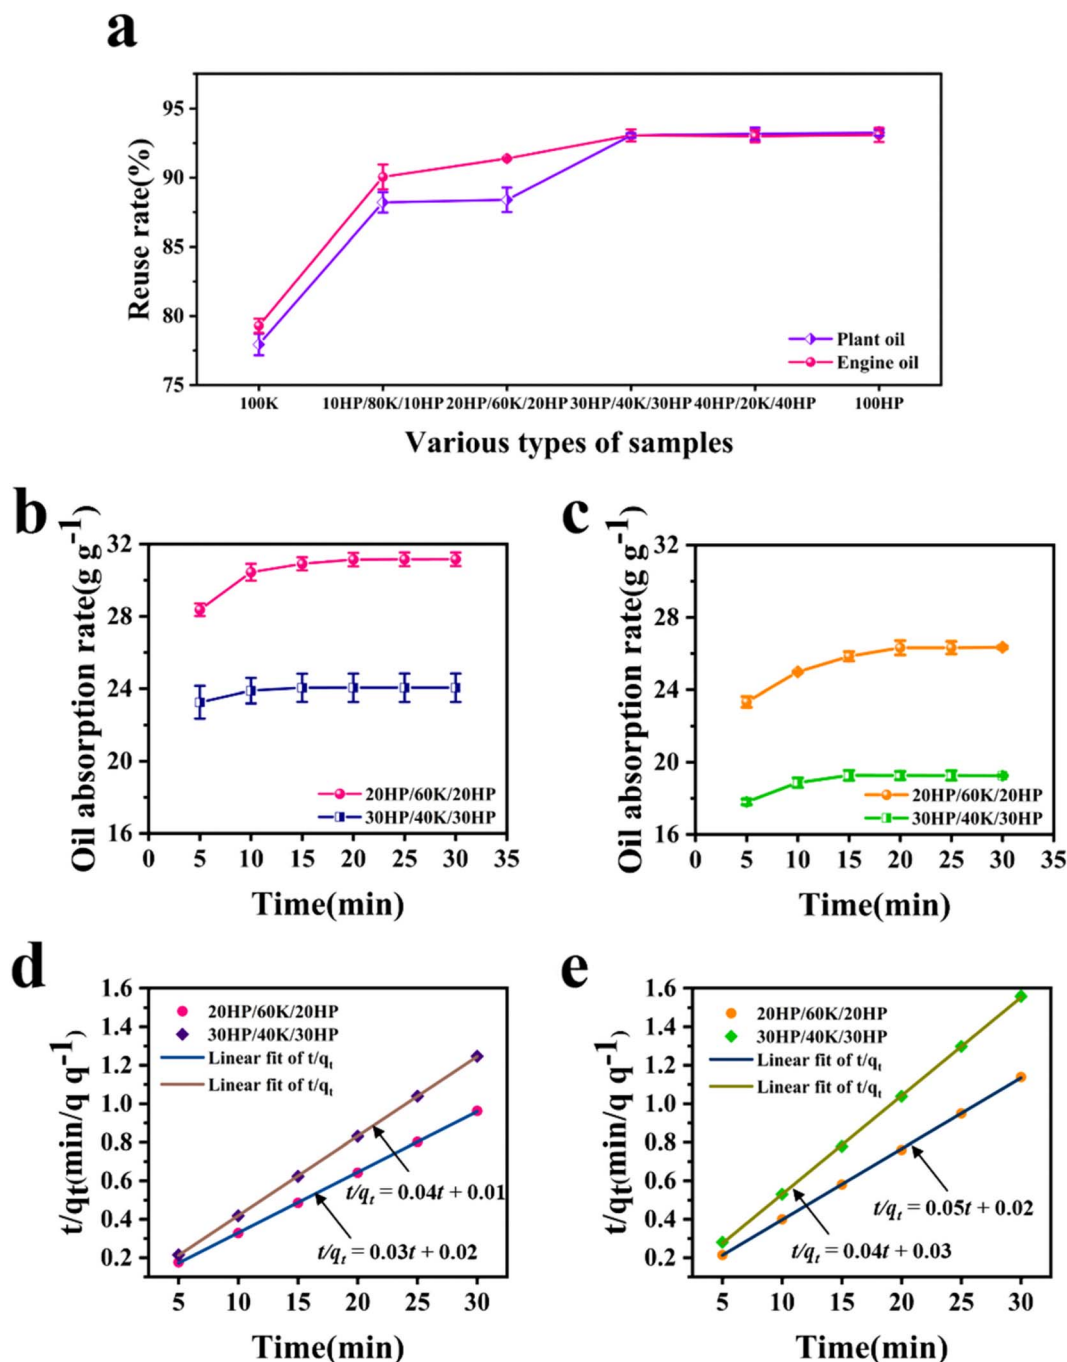 a
Reuse rate(%)
95
90
85
80
75
Plant oil
Engine oil
100K 10HP/80K/10HP 20HP/60K/20HP 30HP/40K/30HP 40HP/20K/40HP 100HP
Various types of samples
b
Oil absorption rate(g g⁻¹)
32
28
24
20
16
20HP/60K/20HP
30HP/40K/30HP
0 5 10 15 20 25 30 35
Time(min)
c
Oil absorption rate(g g⁻¹)
32
28
24
20
16
20HP/60K/20HP
30HP/40K/30HP
0 5 10 15 20 25 30 35
Time(min)
d
t/qt(min/q q⁻¹)
1.6
1.2
1.0
0.8
0.6
0.4
0.2
20HP/60K/20HP
30HP/40K/30HP
Linear fit of t/qₜ
Linear fit of t/qₜ
t/qₜ = 0.04t + 0.01
t/qₜ = 0.03t + 0.02
5 10 15 20 25 30
Time(min)
e
t/qt(min/q q⁻¹)
1.6
1.4
1.2
1.0
0.8
0.6
0.4
0.2
20HP/60K/20HP
30HP/40K/30HP
Linear fit of t/qₜ
Linear fit of t/qₜ
t/qₜ = 0.05t + 0.02
t/qₜ = 0.04t + 0.03
5 10 15 20 25 30
Time(min)